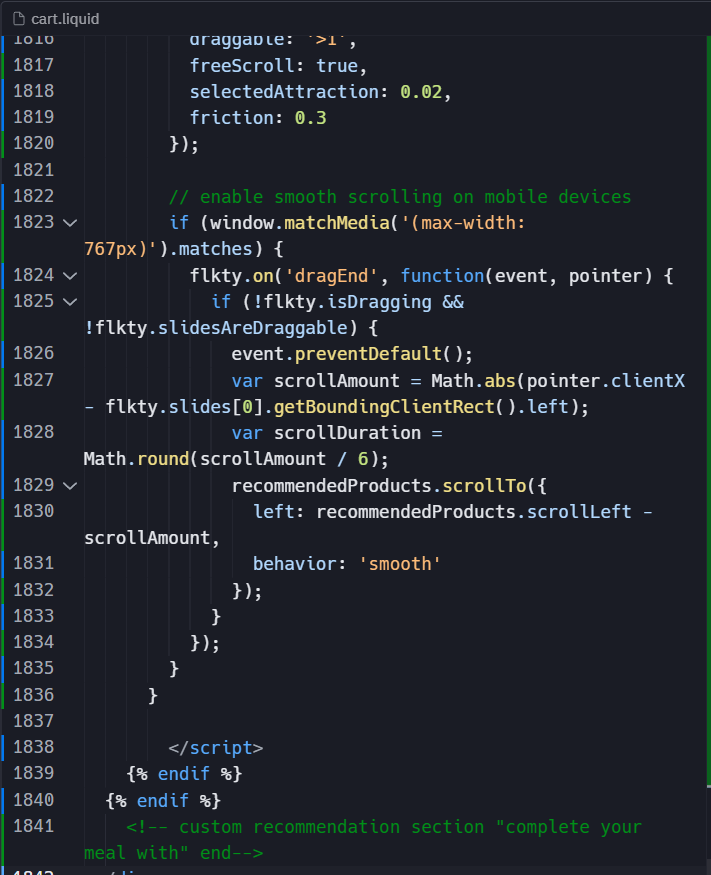 cart.liquid
1816 draggable: '>1',
1817 freeScroll: true,
1818 selectedAttraction: 0.02,
1819 friction: 0.3
1820 });
1821
1822 // enable smooth scrolling on mobile devices
1823 if (window.matchMedia('(max-width:
767px)').matches) {
1824 flkty.on('dragEnd', function(event, pointer) {
1825 if (!flkty.isDragging &&
!flkty.slidesAreDraggable) {
1826 event.preventDefault();
1827 var scrollAmount = Math.abs(pointer.clientX
- flkty.slides[0].getBoundingClientRect().left);
1828 var scrollDuration =
Math.round(scrollAmount / 6);
1829 recommendedProducts.scrollTo({
1830 left: recommendedProducts.scrollLeft -
scrollAmount,
1831 behavior: 'smooth'
1832 });
1833 }
1834 });
1835 }
1836 }
1837
1838 </script>
1839 {% endif %}
1840 {% endif %}
1841 <!-- custom recommendation section "complete your
meal with" end-->
1842